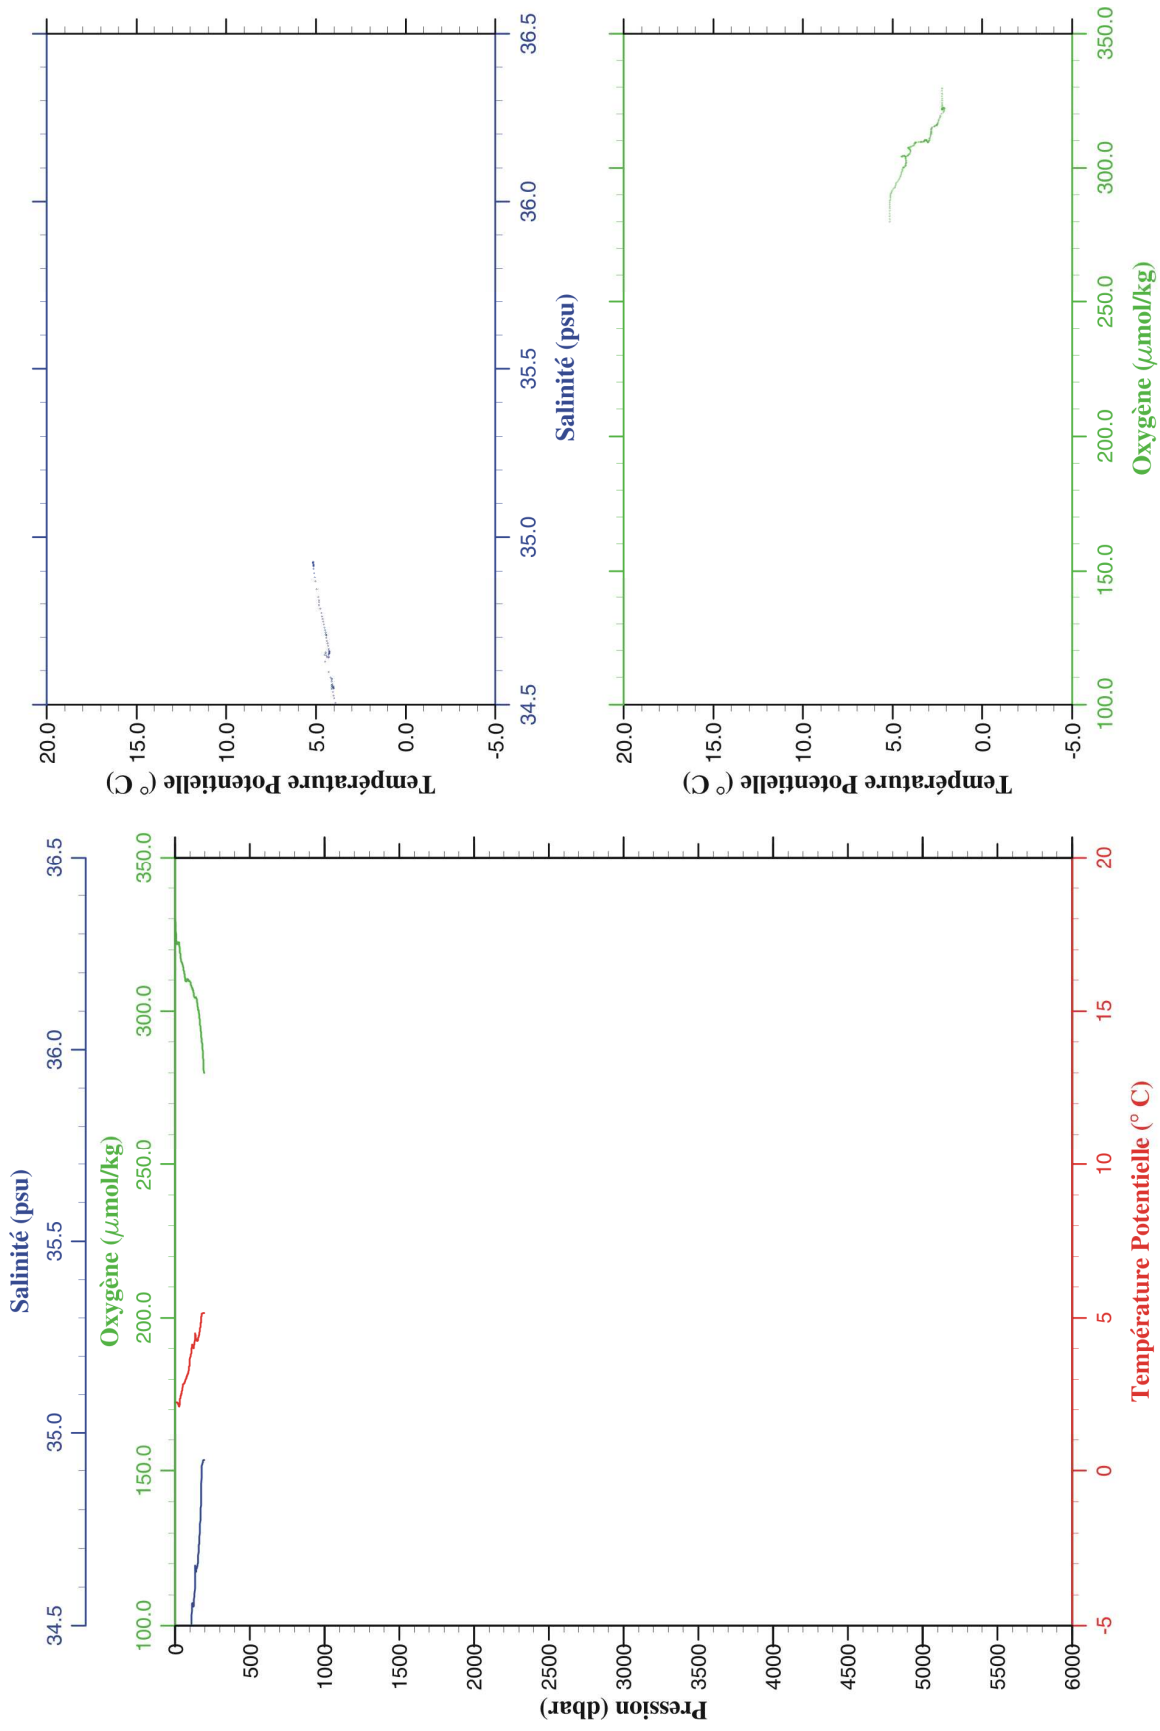 Salinité (psu)
34.5 35.0 35.5 36.0 36.5
Oxygène (µmol/kg)
100.0 150.0 200.0 250.0 300.0 350.0
Pression (dbar)
0
500
1000
1500
2000
2500
3000
3500
4000
4500
5000
5500
6000
-5 0 5 10 15 20
Température Potentielle (° C)
Température Potentielle (° C)
20.0
15.0
10.0
5.0
0.0
-5.0
34.5 35.0 35.5 36.0 36.5
Salinité (psu)
Température Potentielle (° C)
20.0
15.0
10.0
5.0
0.0
-5.0
100.0 150.0 200.0 250.0 300.0 350.0
Oxygène (µmol/kg)